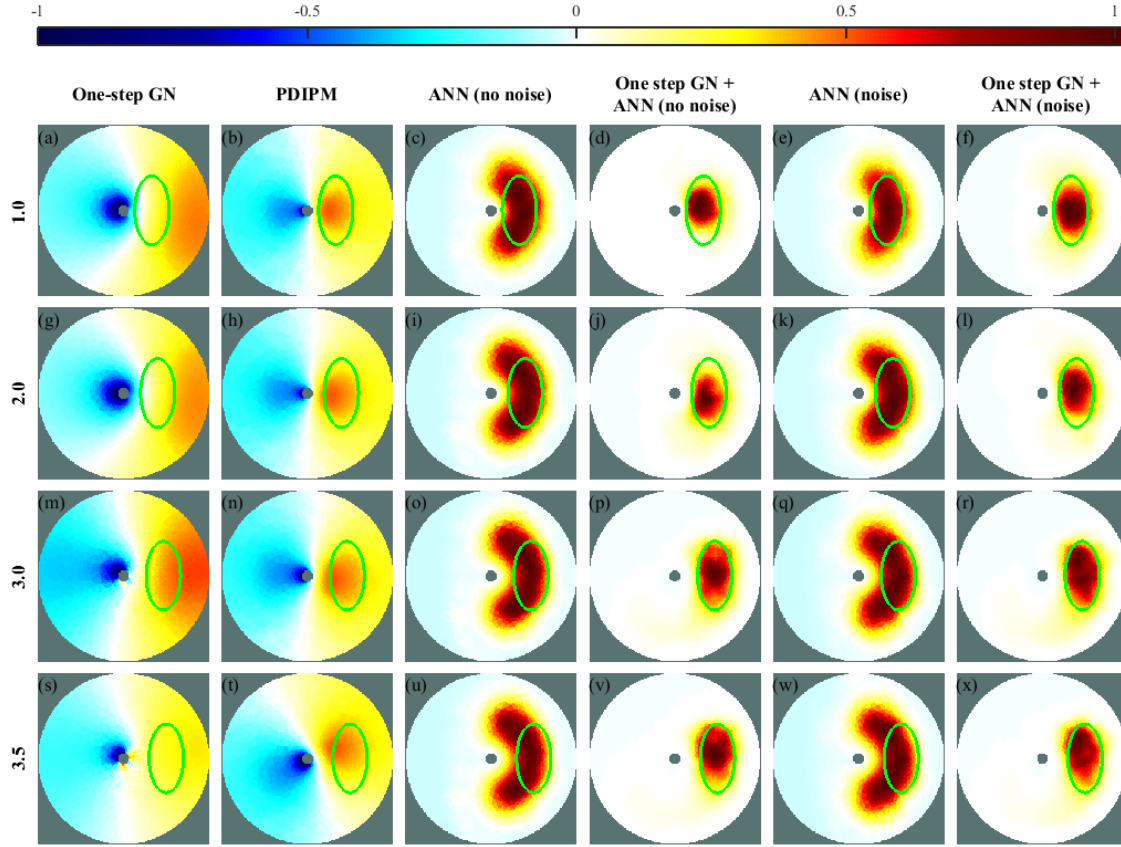 -1 -0.5 0 0.5 1
One-step GN PDIPM ANN (no noise) One step GN + ANN (no noise) ANN (noise) One step GN + ANN (noise)
(a) (b) (c) (d) (e) (f)
1.0
(g) (h) (i) (j) (k) (l)
2.0
(m) (n) (o) (p) (q) (r)
3.0
(s) (t) (u) (v) (w) (x)
3.5